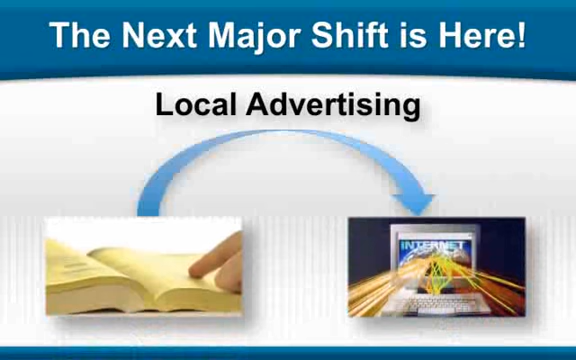 The Next Major Shift is Here!
Local Advertising
INTERNET